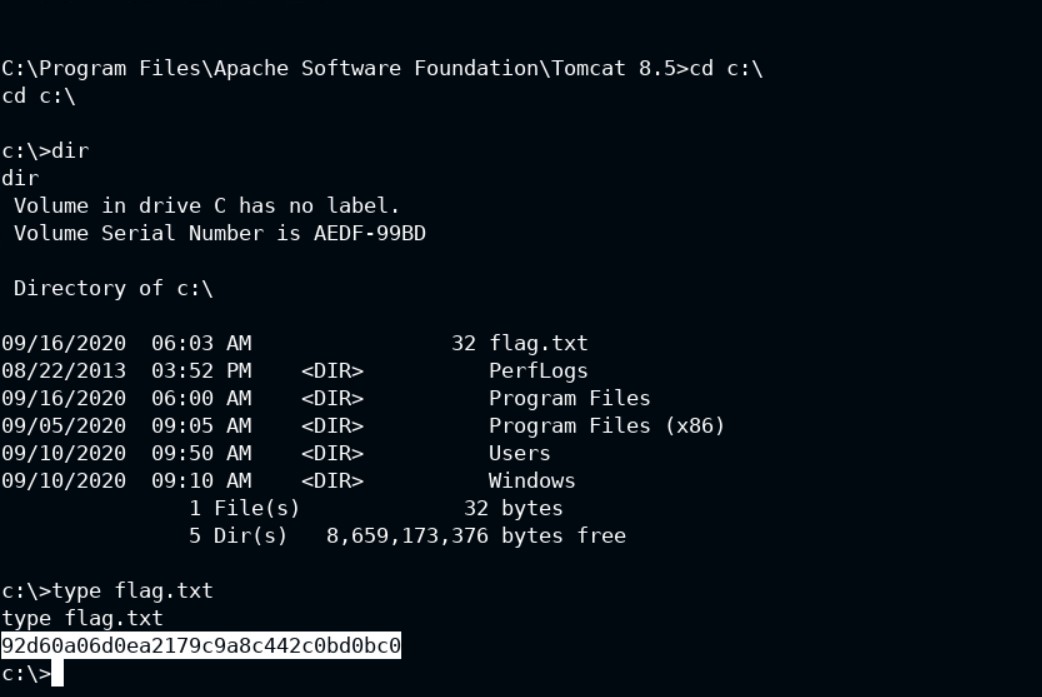 C:\Program Files\Apache Software Foundation\Tomcat 8.5>cd c:\
cd c:\
c:\>dir
dir
Volume in drive C has no label.
Volume Serial Number is AEDF-99BD
Directory of c:\
09/16/2020  06:03 AM                32 flag.txt
08/22/2013  03:52 PM    <DIR>          PerfLogs
09/16/2020  06:00 AM    <DIR>          Program Files
09/05/2020  09:05 AM    <DIR>          Program Files (x86)
09/10/2020  09:50 AM    <DIR>          Users
09/10/2020  09:10 AM    <DIR>          Windows
1 File(s)             32 bytes
5 Dir(s)   8,659,173,376 bytes free
c:\>type flag.txt
type flag.txt
92d60a06d0ea2179c9a8c442c0bd0bc0
c:\>